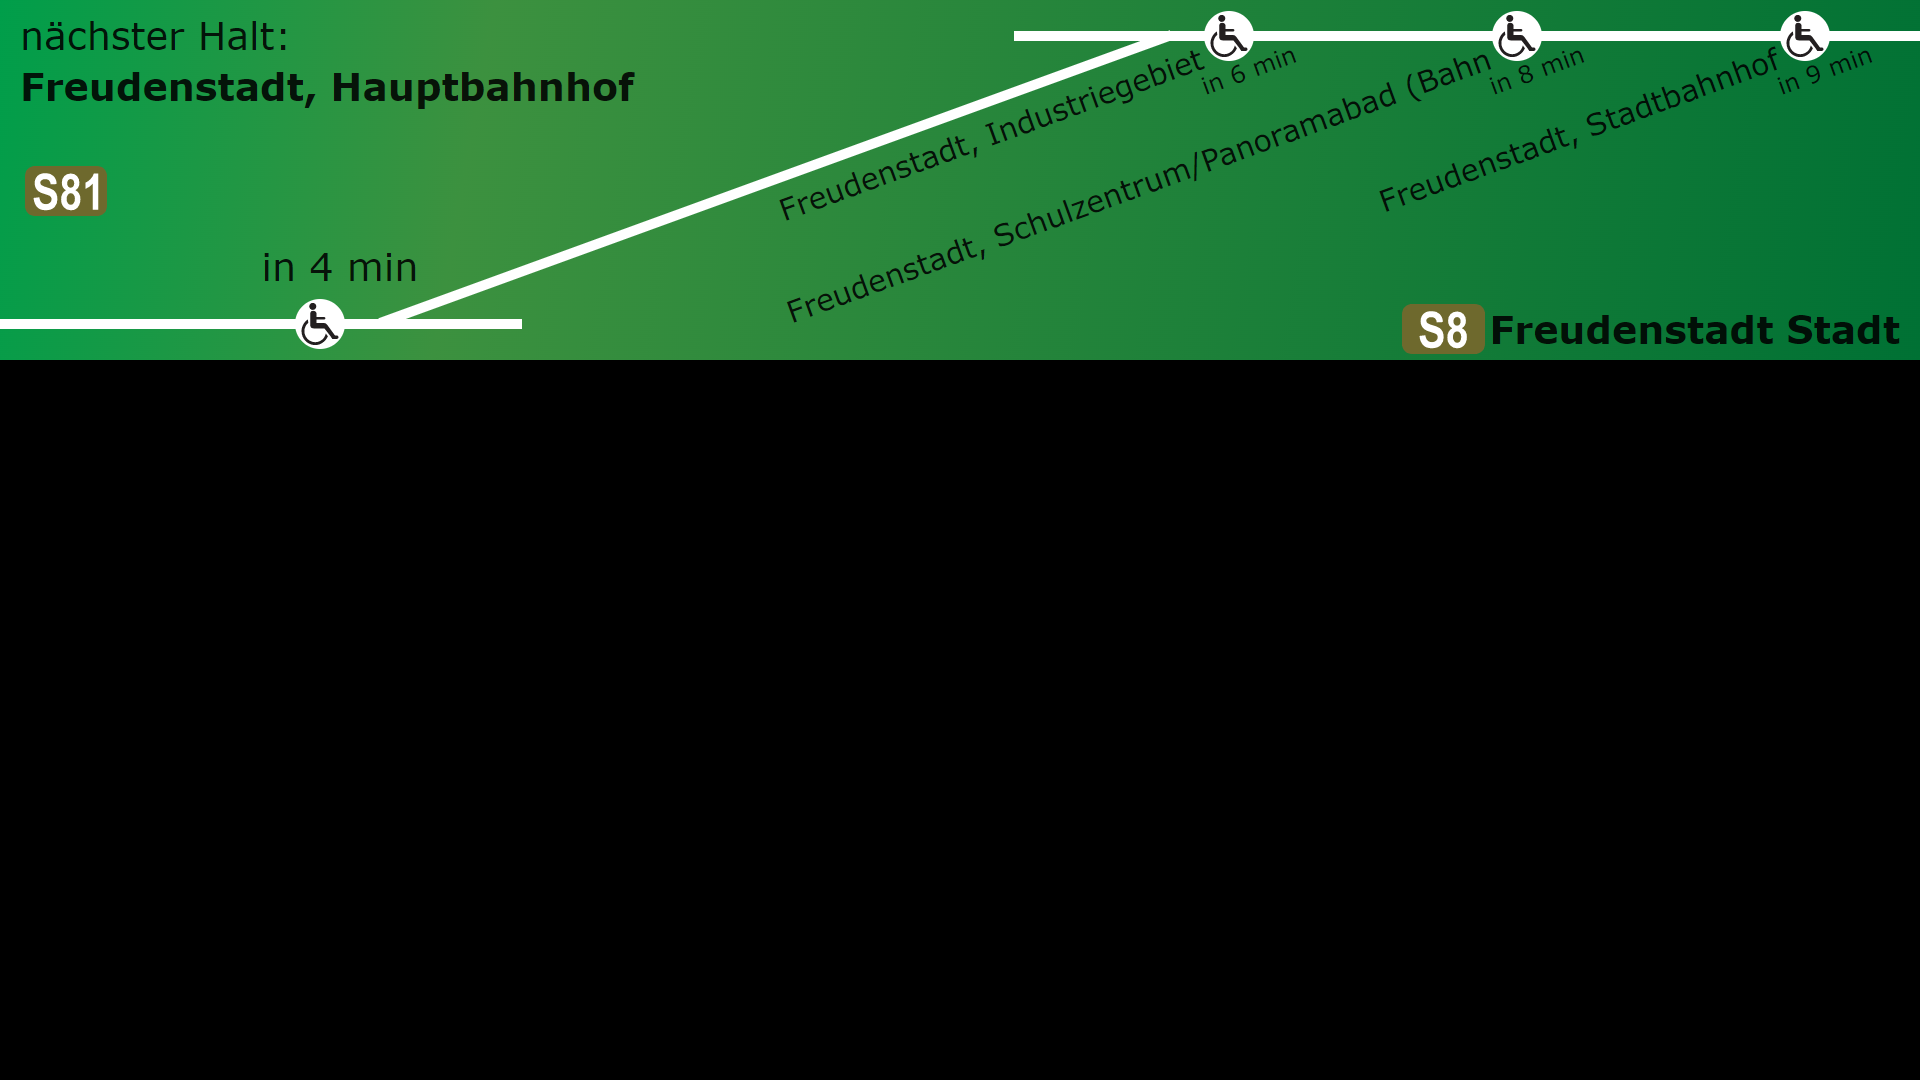 nächster Halt:
Freudenstadt, Hauptbahnhof
S81
in 4 min
Freudenstadt, Industriegebiet
in 6 min
Freudenstadt, Schulzentrum/Panoramabad (Bahn
in 8 min
Freudenstadt, Stadtbahnhof
in 9 min
S8 Freudenstadt Stadt